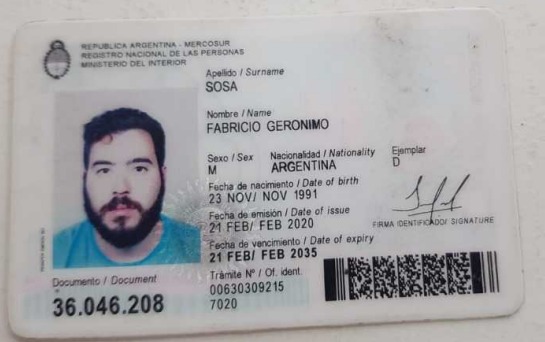 REPUBLICA ARGENTINA - MERCOSUR
REGISTRO NACIONAL DE LAS PERSONAS
MINISTERIO DEL INTERIOR
Apellido / Surname
SOSA
Nombre / Name
FABRICIO GERONIMO
Sexo / Sex Nacionalidad / Nationality Ejemplar
M ARGENTINA D
Fecha de nacimiento / Date of birth
23 NOV/ NOV 1991
Fecha de emisión / Date of issue
21 FEB/ FEB 2020
FIRMA IDENTIFICADO/ SIGNATURE
Fecha de vencimiento / Date of expiry
21 FEB/ FEB 2035
Documento / Document
36.046.208
Trámite Nº / Of. ident.
00630309215
7020